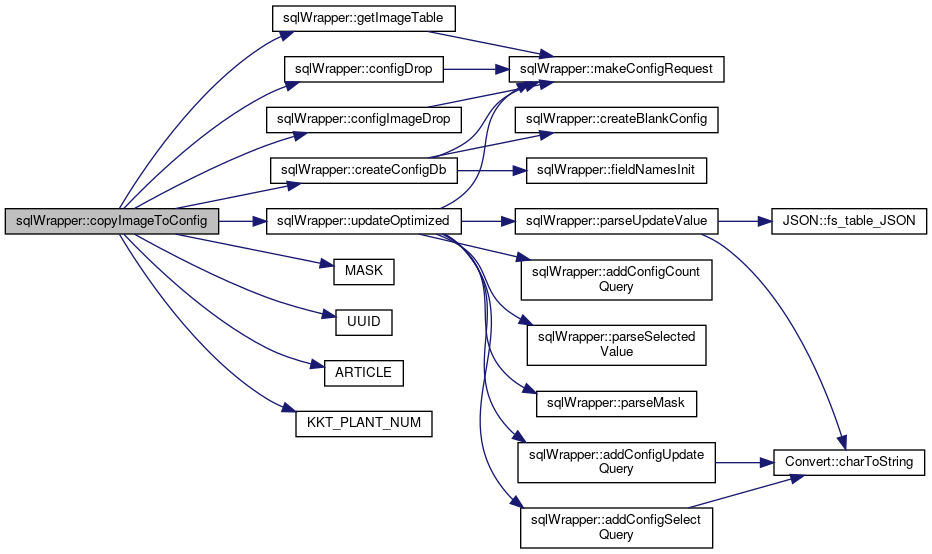 sqlWrapper::getImageTable
sqlWrapper::configDrop
sqlWrapper::makeConfigRequest
sqlWrapper::configImageDrop
sqlWrapper::createBlankConfig
sqlWrapper::createConfigDb
sqlWrapper::fieldNamesInit
sqlWrapper::copyImageToConfig
sqlWrapper::updateOptimized
sqlWrapper::parseUpdateValue
JSON::fs_table_JSON
MASK
sqlWrapper::addConfigCount
Query
UUID
sqlWrapper::parseSelected
Value
ARTICLE
sqlWrapper::parseMask
KKT_PLANT_NUM
sqlWrapper::addConfigUpdate
Query
Convert::charToString
sqlWrapper::addConfigSelect
Query